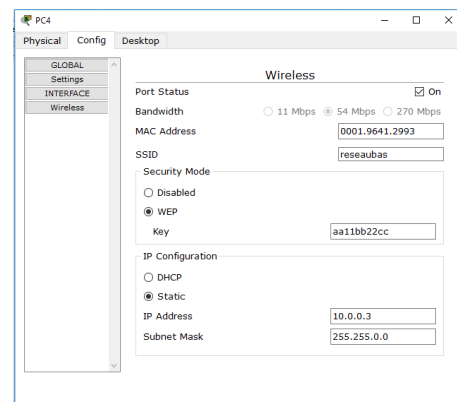 PC4
Physical Config Desktop
GLOBAL
Settings
INTERFACE
Wireless
Wireless
Port Status On
Bandwidth 11 Mbps 54 Mbps 270 Mbps
MAC Address 0001.9641.2993
SSID reseaubas
Security Mode
Disabled
WEP
Key aa11bb22cc
IP Configuration
DHCP
Static
IP Address 10.0.0.3
Subnet Mask 255.255.0.0